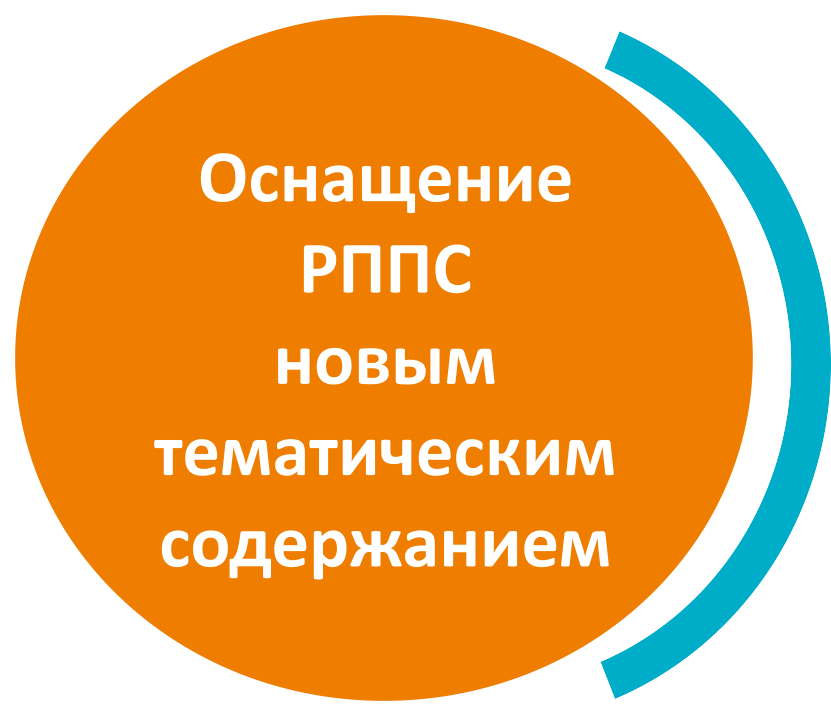 Оснащение
РППС
новым
тематическим
содержанием